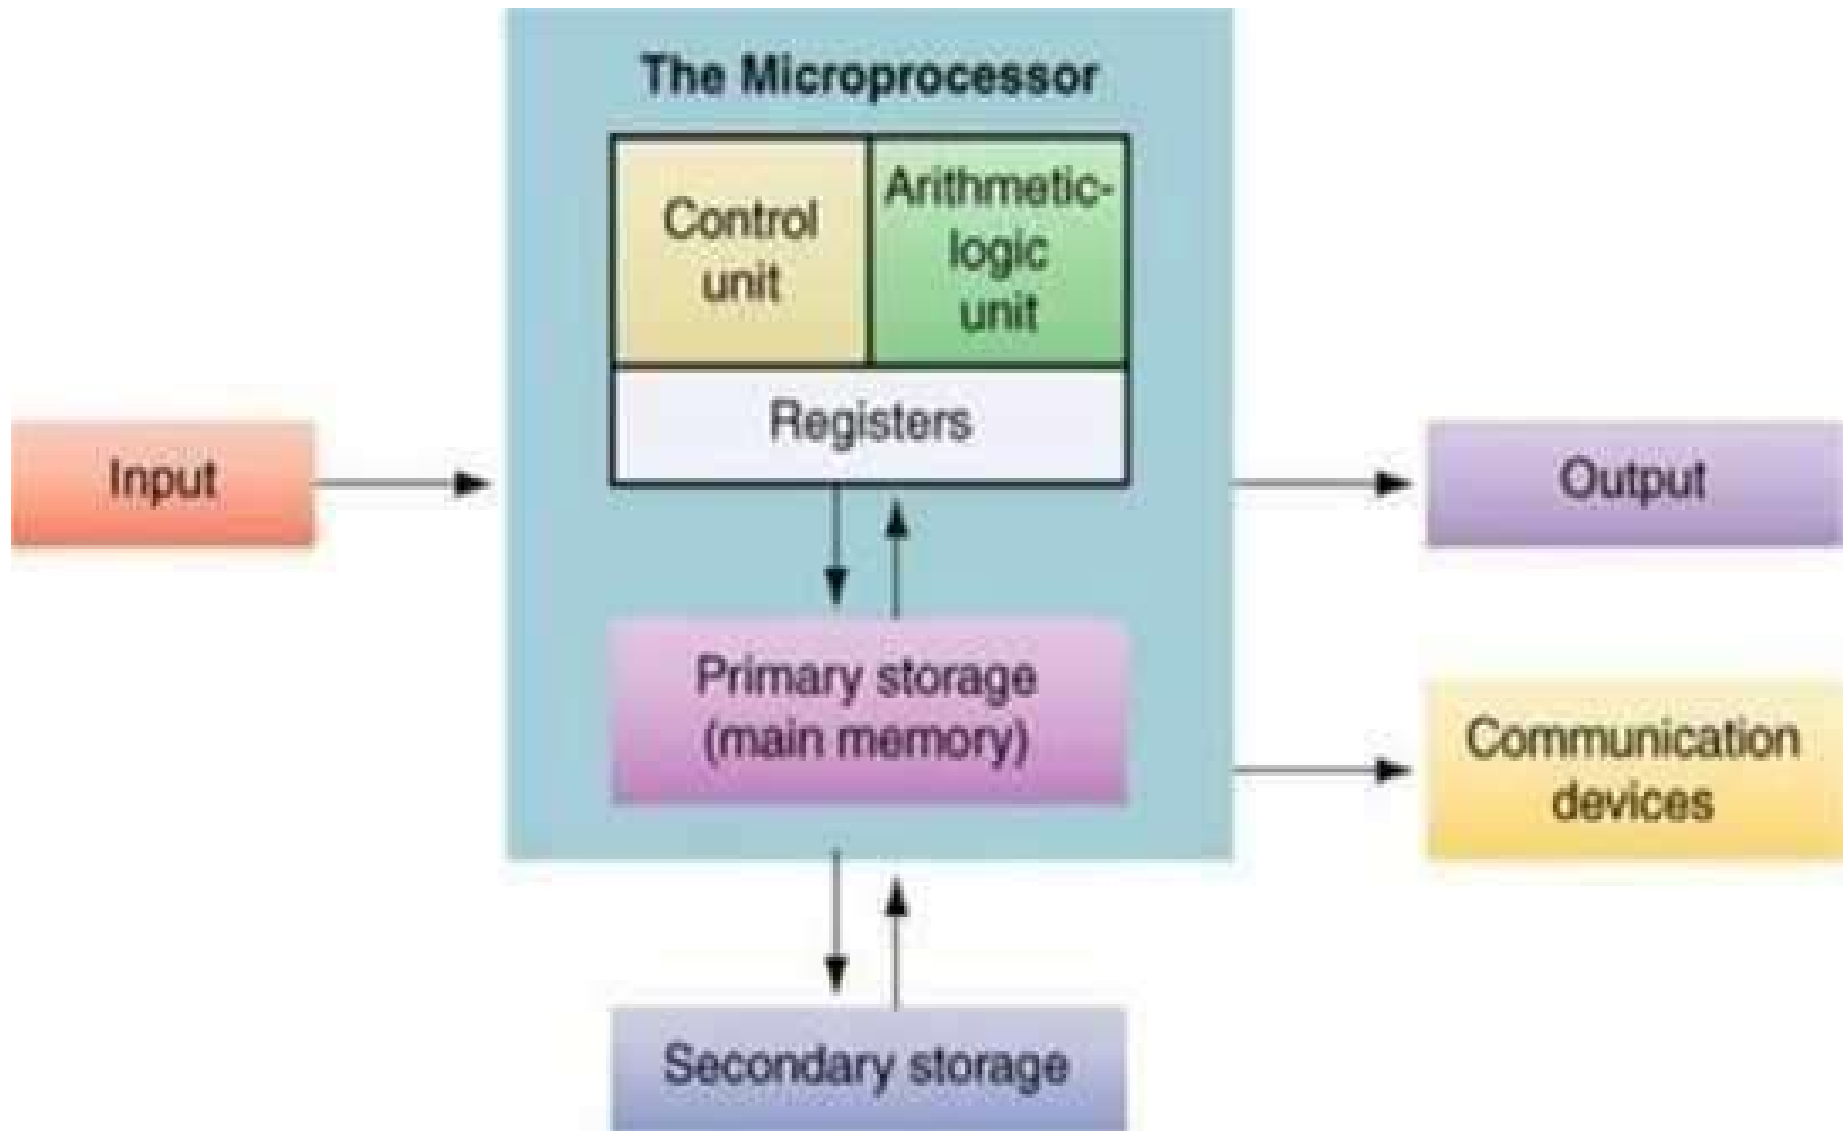 The Microprocessor
Control
unit
Arithmetic-
logic
unit
Registers
Input
Output
Primary storage
(main memory)
Communication
devices
Secondary storage